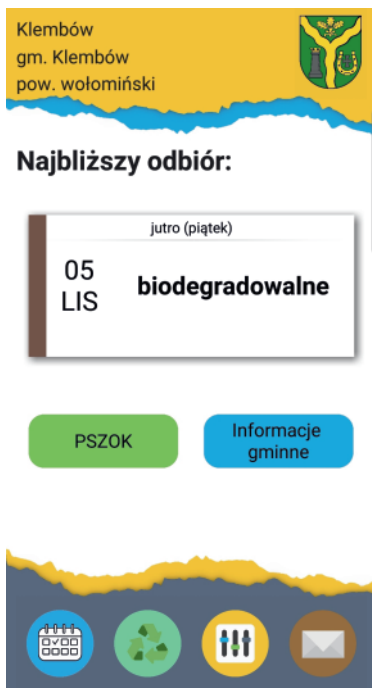 Klembów
gm. Klembów
pow. wołomiński
Najbliższy odbiór:
jutro (piątek)
05
LIS
biodegradowalne
PSZOK
Informacje
gminne